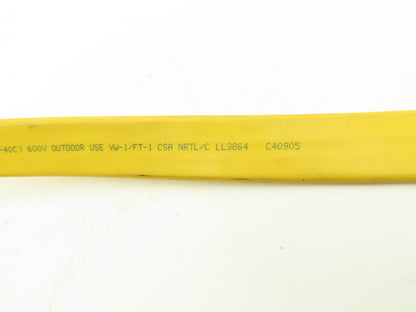 -40C) 600V OUTDOOR USE VW-1/FT-1 CSA NRTL/C LL3864 C40905